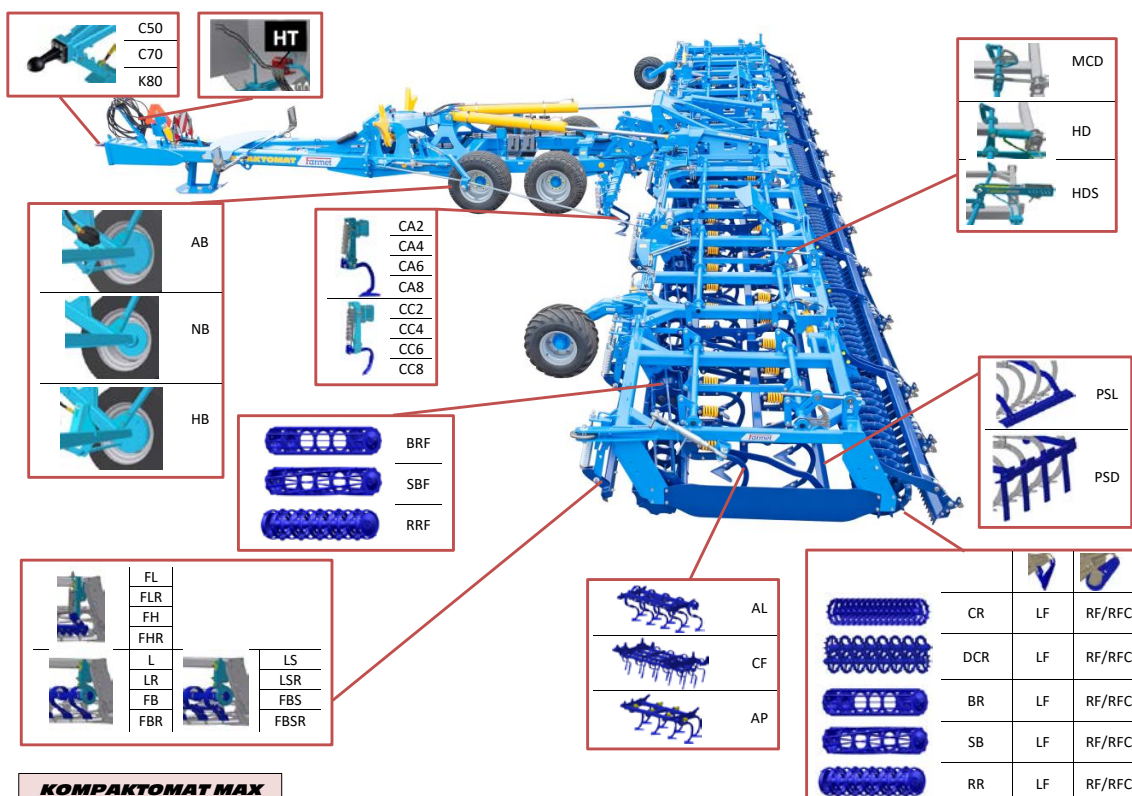 C50
C70
K80
HT
MCD
HD
HDS
AB
NB
HB
CA2
CA4
CA6
CA8
CC2
CC4
CC6
CC8
Farmet
PSL
PSD
BRF
SBF
RRF
Farmet
FL
FLR
FH
FHR
L
LR
FB
FBR
LS
LSR
FBS
FBSR
AL
CF
AP
CR LF RF/RFC
DCR LF RF/RFC
BR LF RF/RFC
SB LF RF/RFC
RR LF RF/RFC
KOMPAKTOMAT MAX